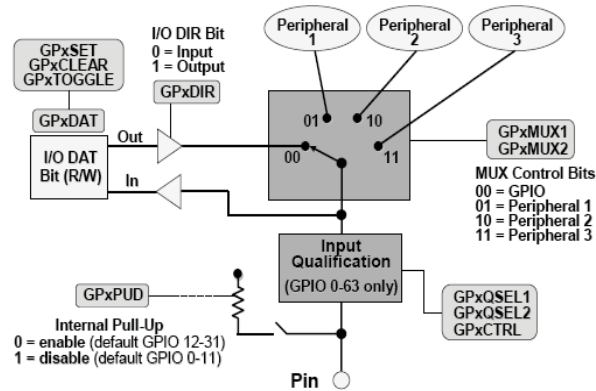 GPxSET
GPxCLEAR
GPxTOGGLE
I/O DIR Bit
0 = Input
1 = Output
GPxDIR
GPxDAT
I/O DAT
Bit (R/W)
Out
In
Peripheral
1
Peripheral
2
Peripheral
3
01
10
00
11
GPxMUX1
GPxMUX2
MUX Control Bits
00 = GPIO
01 = Peripheral 1
10 = Peripheral 2
11 = Peripheral 3
Input
Qualification
(GPIO 0-63 only)
GPxQSEL1
GPxQSEL2
GPxCTRL
GPxPUD
Internal Pull-Up
0 = enable (default GPIO 12-31)
1 = disable (default GPIO 0-11)
Pin